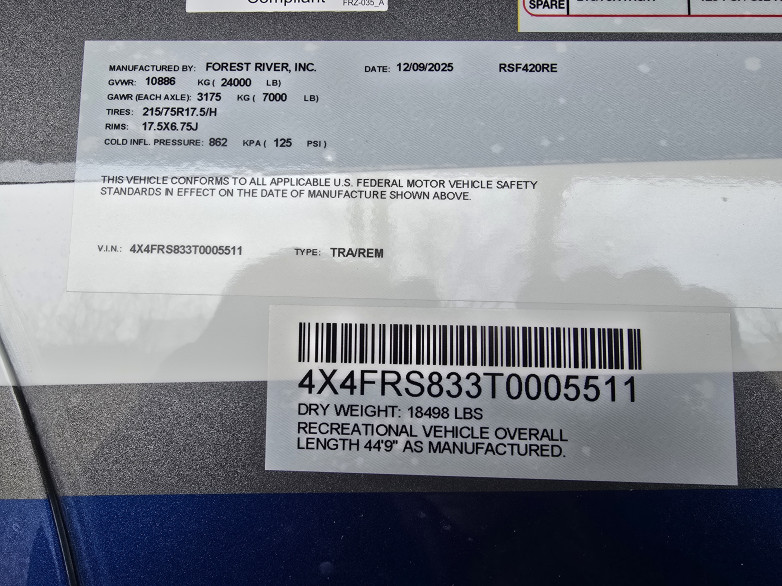 Compliant
FRZ-035_A
SPARE
MANUFACTURED BY: FOREST RIVER, INC. DATE: 12/09/2025 RSF420RE
GVWR: 10886 KG ( 24000 LB)
GAWR (EACH AXLE): 3175 KG ( 7000 LB)
TIRES: 215/75R17.5/H
RIMS: 17.5X6.75J
COLD INFL. PRESSURE: 862 KPA ( 125 PSI )
THIS VEHICLE CONFORMS TO ALL APPLICABLE U.S. FEDERAL MOTOR VEHICLE SAFETY
STANDARDS IN EFFECT ON THE DATE OF MANUFACTURE SHOWN ABOVE.
V.I.N.: 4X4FRS833T0005511 TYPE: TRA/REM
4X4FRS833T0005511
DRY WEIGHT: 18498 LBS
RECREATIONAL VEHICLE OVERALL
LENGTH 44'9" AS MANUFACTURED.